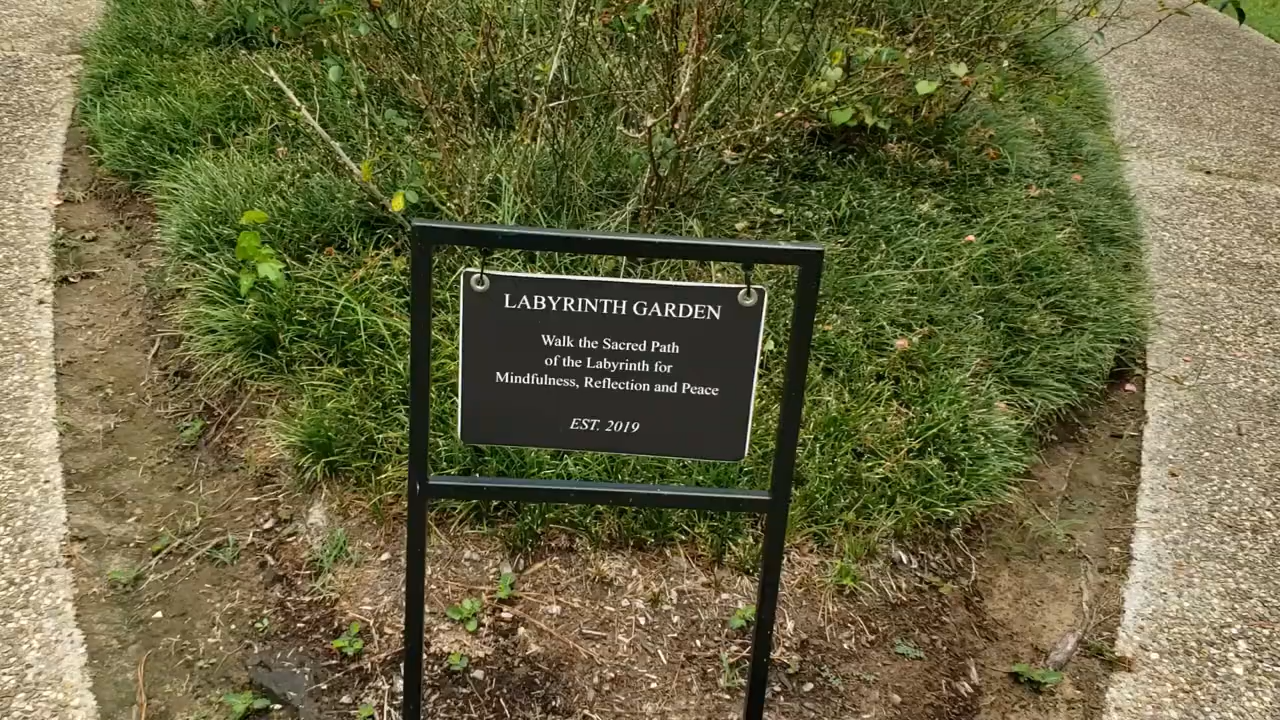 LABYRINTH GARDEN
Walk the Sacred Path
of the Labyrinth for
Mindfulness, Reflection and Peace
EST. 2019